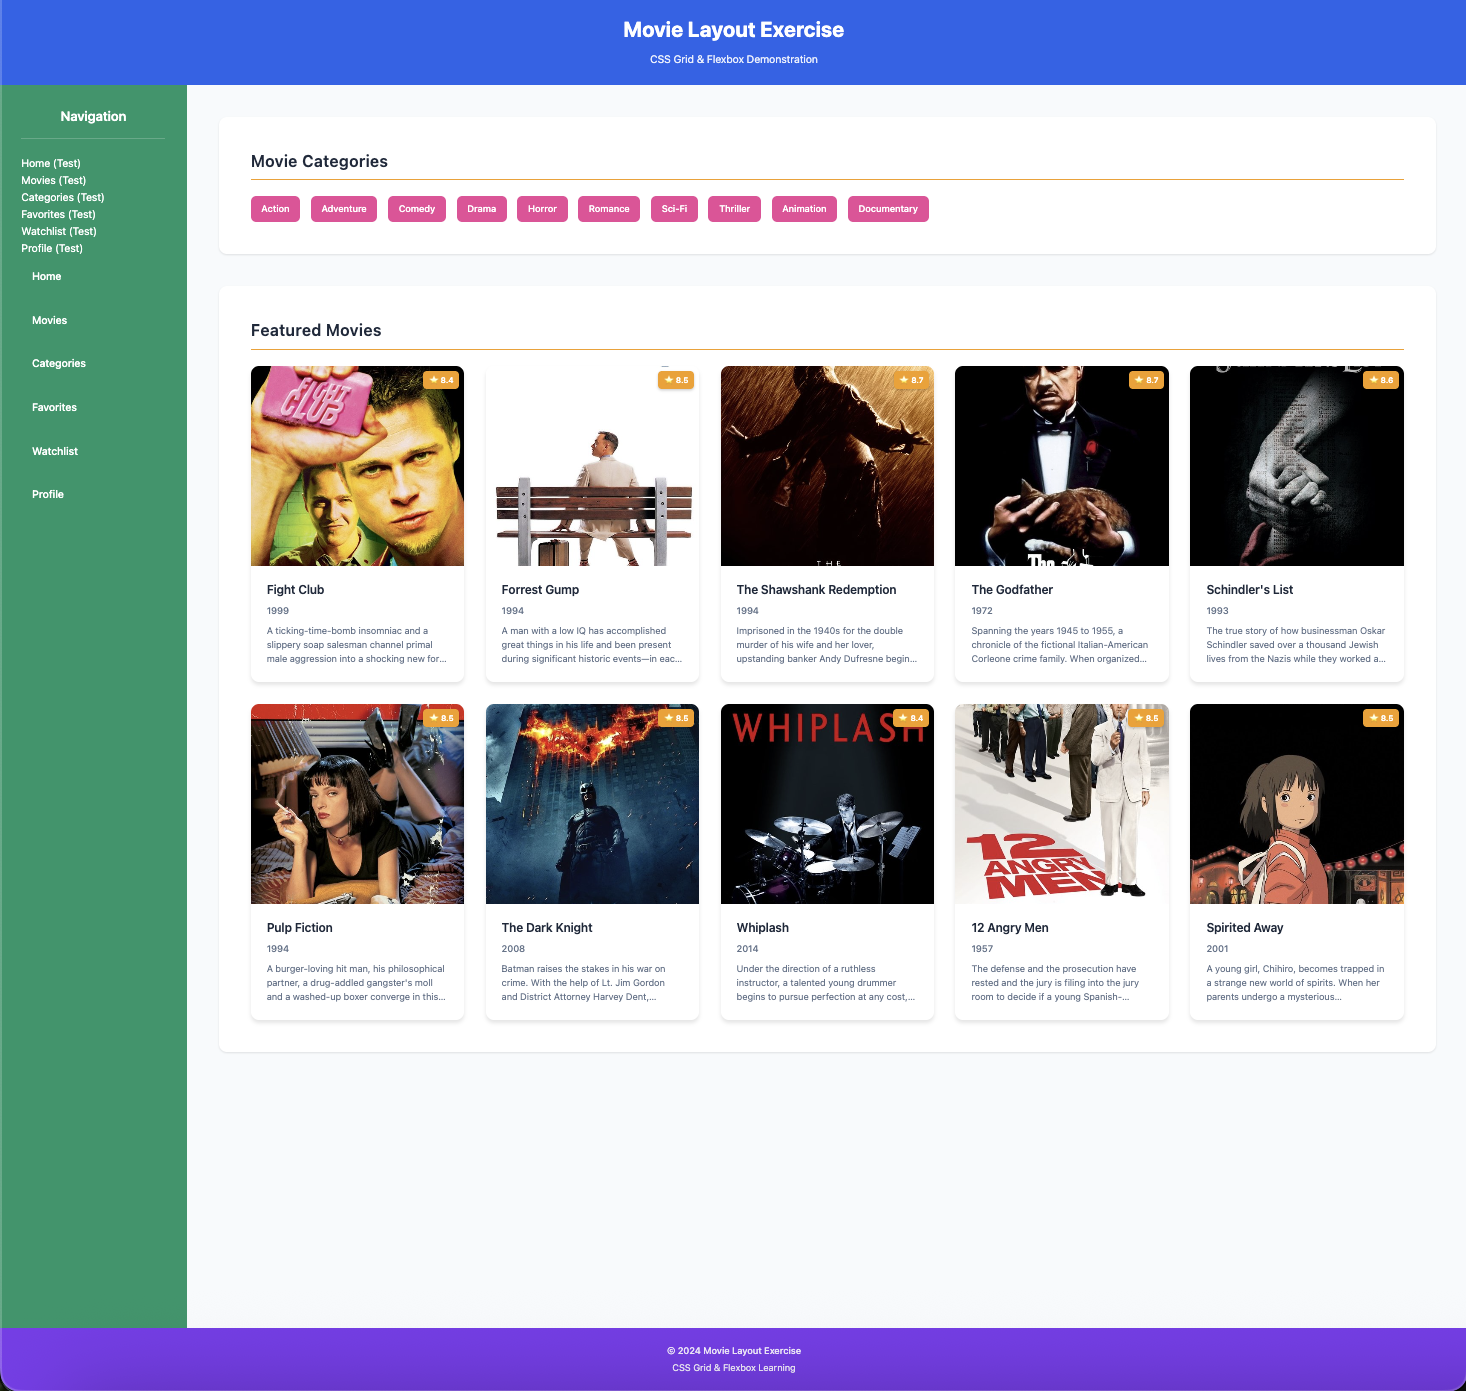 Movie Layout Exercise
CSS Grid & Flexbox Demonstration
Navigation
Home (Test)
Movies (Test)
Categories (Test)
Favorites (Test)
Watchlist (Test)
Profile (Test)
Home
Movies
Categories
Favorites
Watchlist
Profile
Movie Categories
Action
Adventure
Comedy
Drama
Horror
Romance
Sci-Fi
Thriller
Animation
Documentary
Featured Movies
FIGHT
CLUB
★ 8.4
Fight Club
1999
A ticking-time-bomb insomniac and a
slippery soap salesman channel primal
male aggression into a shocking new for...
★ 8.5
Forrest Gump
1994
A man with a low IQ has accomplished
great things in his life and been present
during significant historic events—in eac...
★ 8.7
THE
The Shawshank Redemption
1994
Imprisoned in the 1940s for the double
murder of his wife and her lover,
upstanding banker Andy Dufresne begin...
★ 8.7
The
The Godfather
1972
Spanning the years 1945 to 1955, a
chronicle of the fictional Italian-American
Corleone crime family. When organized...
★ 8.6
Schindler's List
1993
The true story of how businessman Oskar
Schindler saved over a thousand Jewish
lives from the Nazis while they worked a...
★ 8.5
Pulp Fiction
1994
A burger-loving hit man, his philosophical
partner, a drug-addled gangster's moll
and a washed-up boxer converge in this...
★ 8.5
The Dark Knight
2008
Batman raises the stakes in his war on
crime. With the help of Lt. Jim Gordon
and District Attorney Harvey Dent,...
WHIPLASH
★ 8.4
Whiplash
2014
Under the direction of a ruthless
instructor, a talented young drummer
begins to pursue perfection at any cost,...
★ 8.5
12
ANGRY
MEN
12 Angry Men
1957
The defense and the prosecution have
rested and the jury is filing into the jury
room to decide if a young Spanish-...
★ 8.5
Spirited Away
2001
A young girl, Chihiro, becomes trapped in
a strange new world of spirits. When her
parents undergo a mysterious...
© 2024 Movie Layout Exercise
CSS Grid & Flexbox Learning